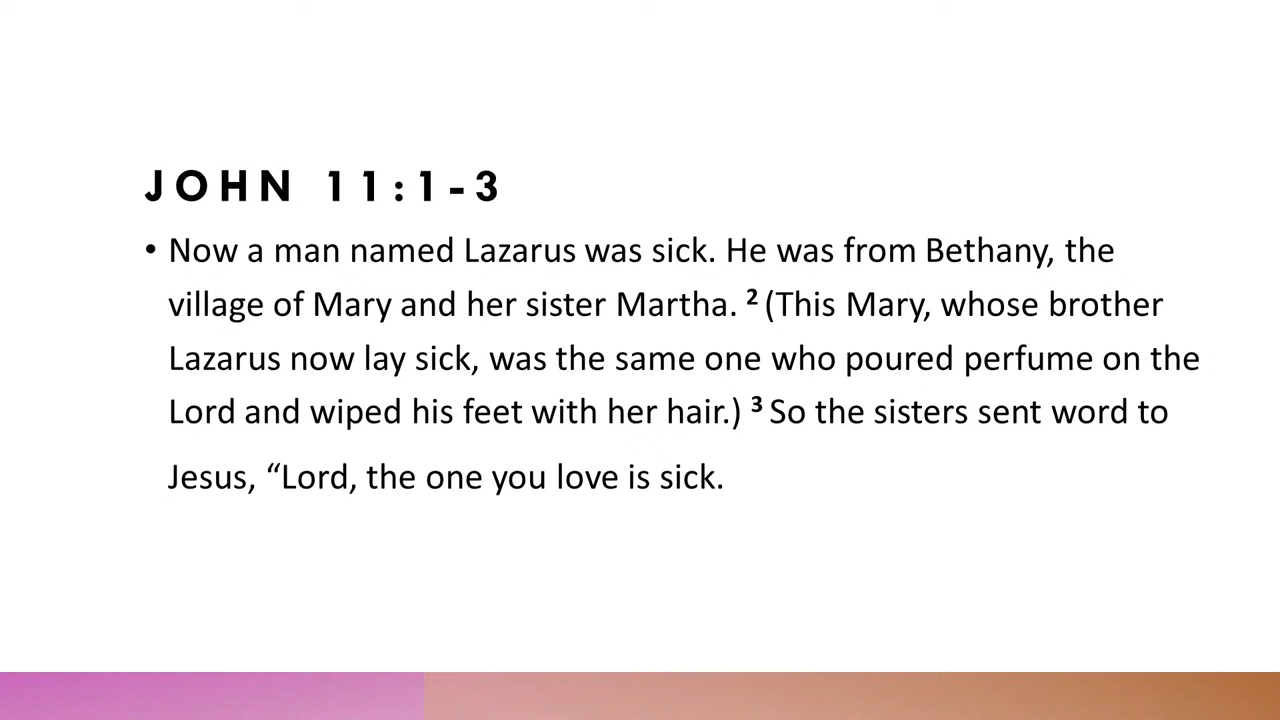 JOHN 11:1-3
• Now a man named Lazarus was sick. He was from Bethany, the
village of Mary and her sister Martha. ² (This Mary, whose brother
Lazarus now lay sick, was the same one who poured perfume on the
Lord and wiped his feet with her hair.) ³ So the sisters sent word to
Jesus, “Lord, the one you love is sick.